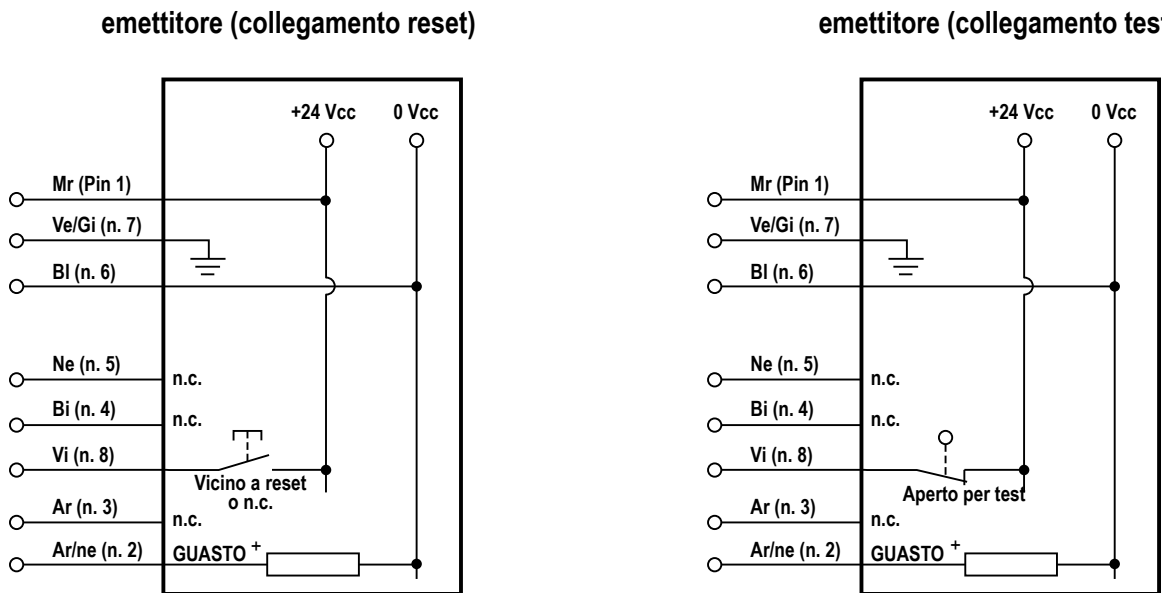 emettitore (collegamento reset)
+24 Vcc 0 Vcc
Mr (Pin 1)
Ve/Gi (n. 7)
Bl (n. 6)
Ne (n. 5)
n.c.
Bi (n. 4)
n.c.
Vi (n. 8)
Vicino a reset
o n.c.
Ar (n. 3)
n.c.
Ar/ne (n. 2)
GUASTO +
emettitore (collegamento tes
+24 Vcc 0 Vcc
Mr (Pin 1)
Ve/Gi (n. 7)
Bl (n. 6)
Ne (n. 5)
n.c.
Bi (n. 4)
n.c.
Vi (n. 8)
Aperto per test
Ar (n. 3)
n.c.
Ar/ne (n. 2)
GUASTO +